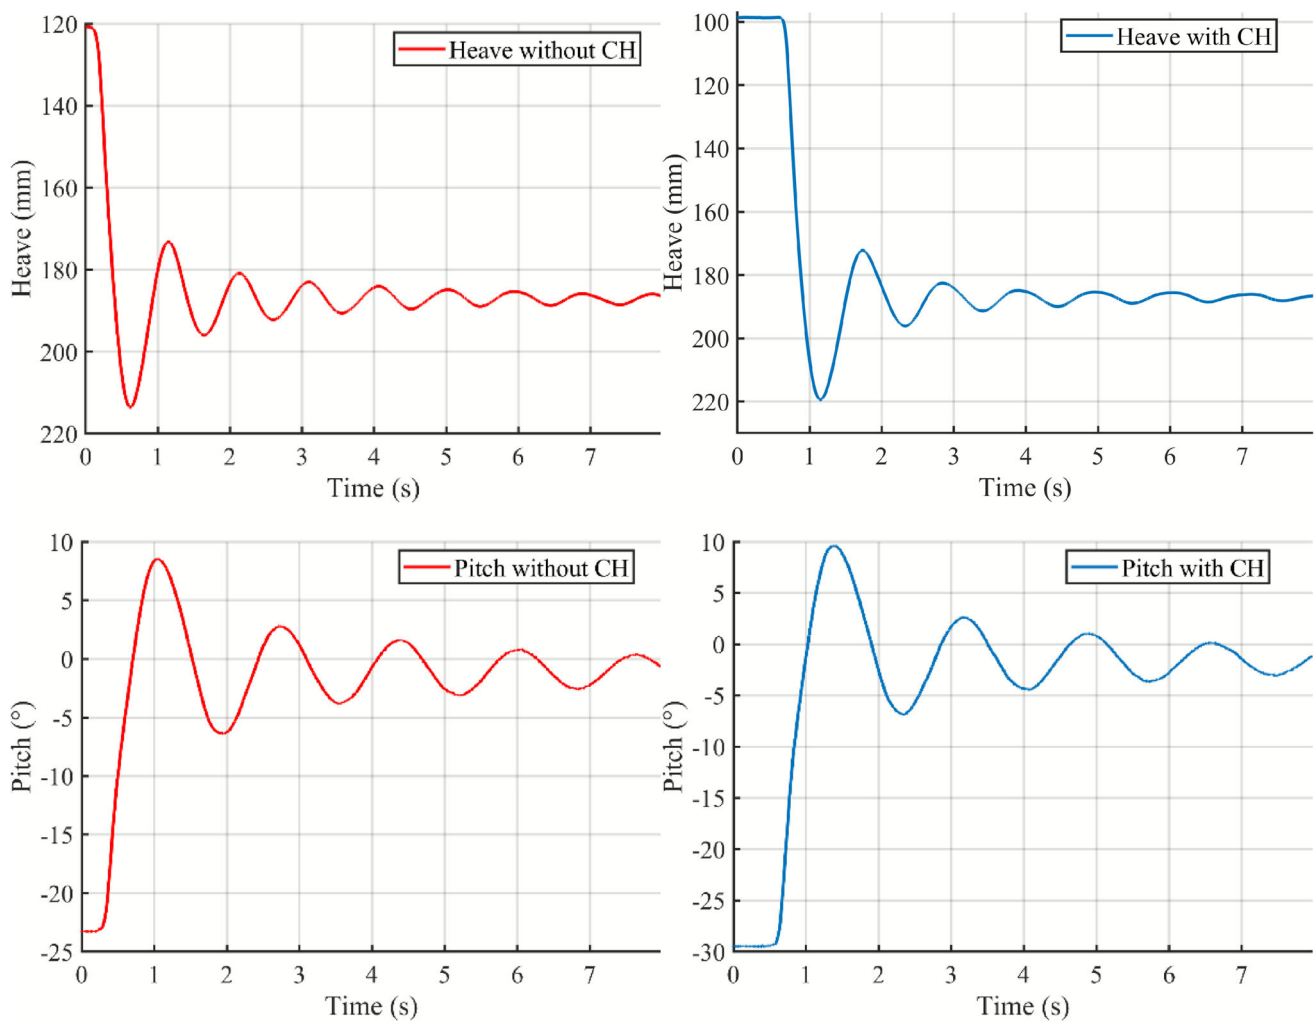 Heave without CH
120
120
140
160
180
200
220
Heave (mm)
0 1 2 3 4 5 6 7
Time (s)
Heave with CH
100
100
140
160
180
200
220
Heave (mm)
0 1 2 3 4 5 6 7
Time (s)
Pitch without CH
10
5
0
-5
-10
-15
-20
-25
Pitch (°)
0 1 2 3 4 5 6 7
Time (s)
Pitch with CH
10
5
0
-5
-10
-15
-20
-25
-30
Pitch (°)
0 1 2 3 4 5 6 7
Time (s)